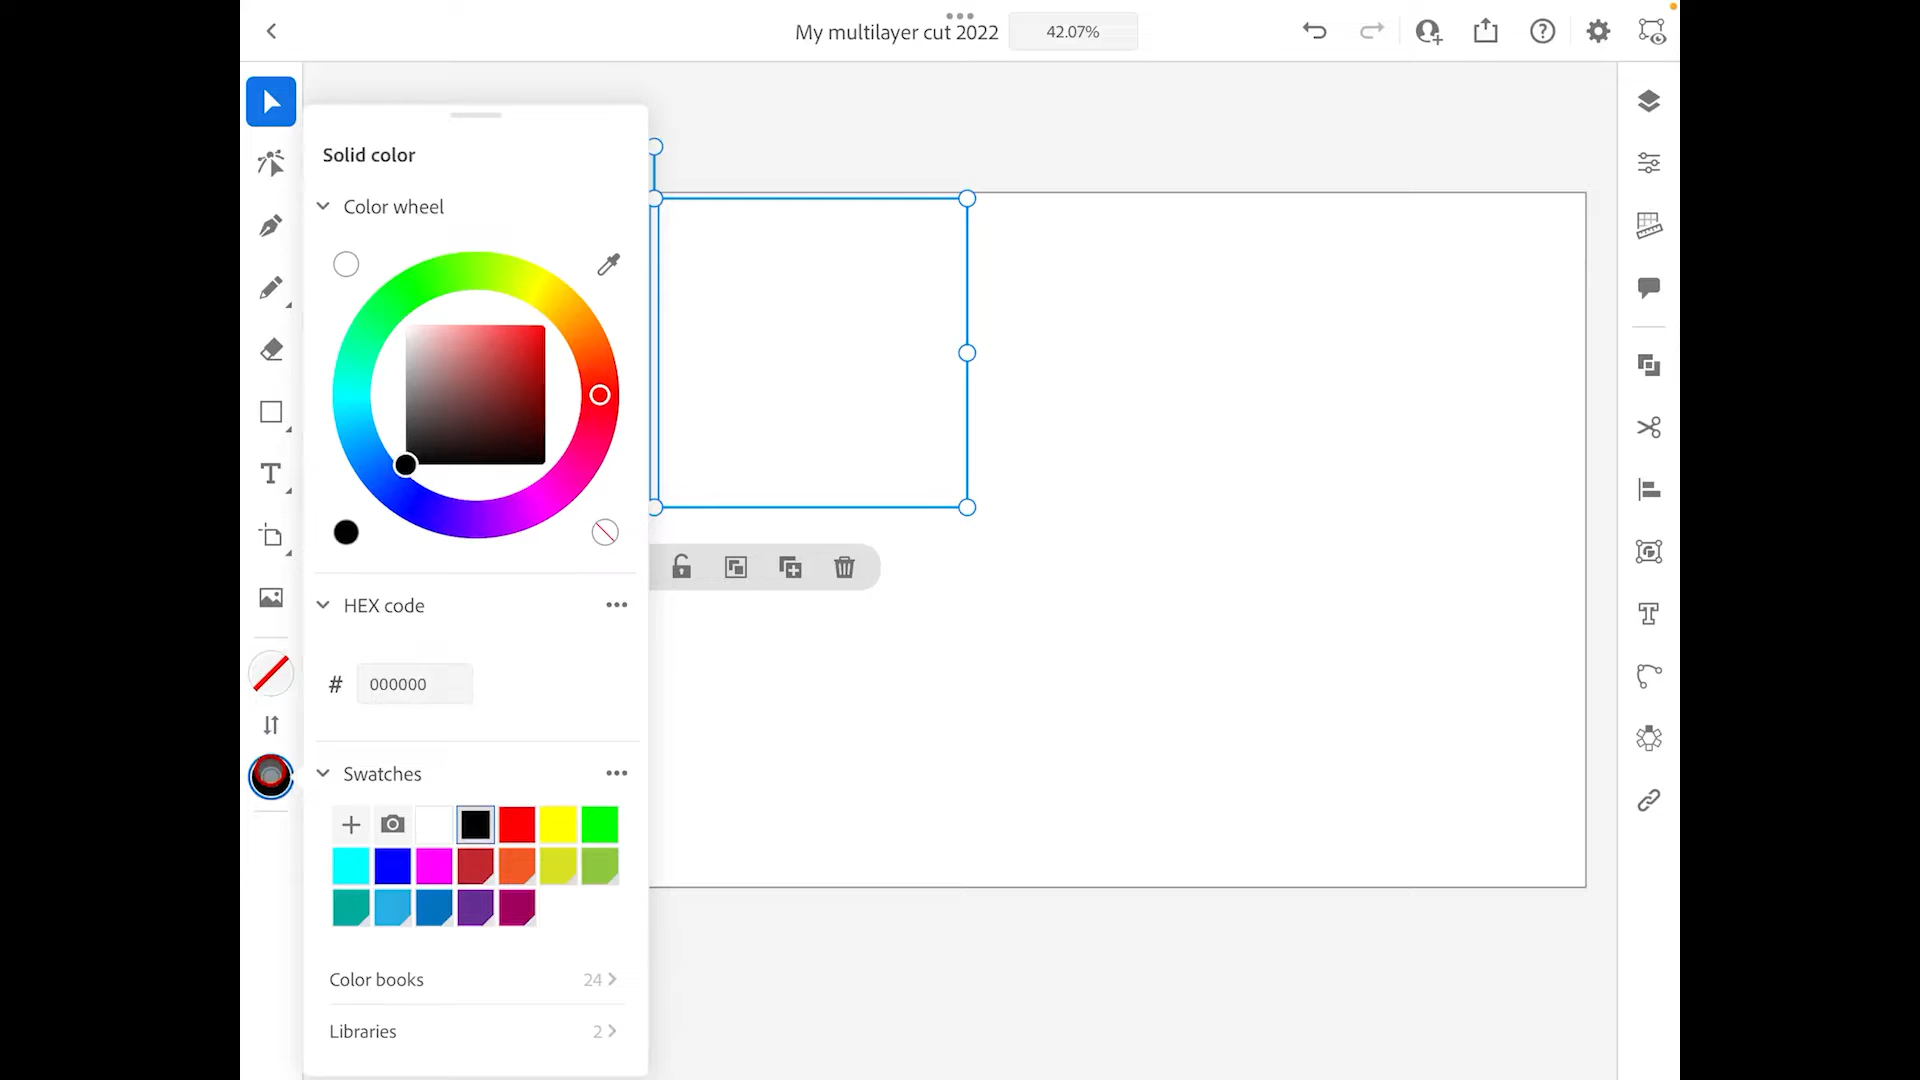 My multilayer cut 2022
42.07%
Solid color
Color wheel
HEX code
# 000000
Swatches
Color books 24
Libraries 2